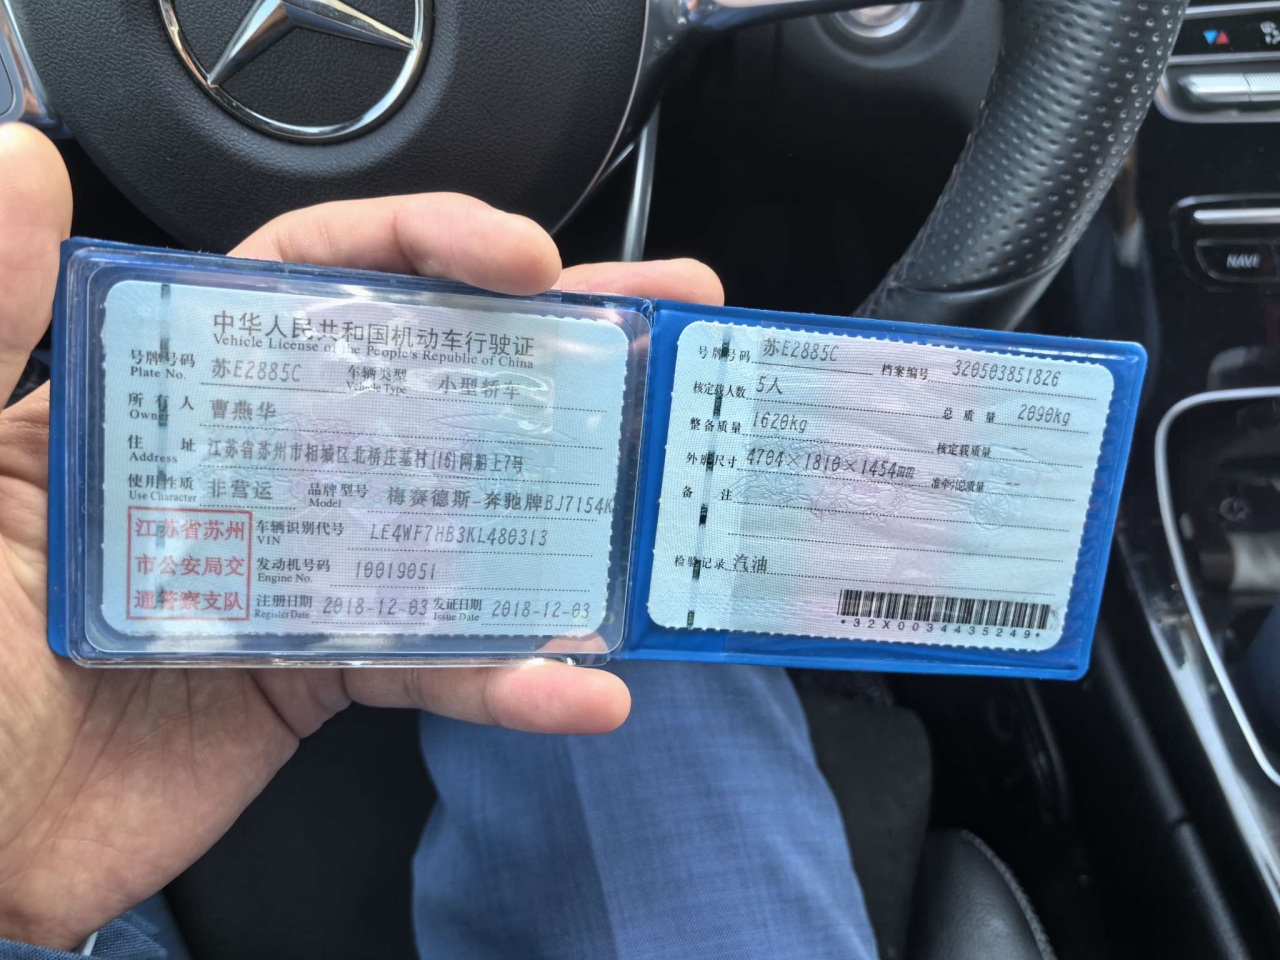 中华人民共和国机动车行驶证
Vehicle License of the People's Republic of China
号牌号码 苏E2885C 车辆类型 小型轿车
Plate No. Vehicle Type
所有人 曹燕华
Owner
住址 江苏省苏州市相城区北桥庄基村(16)网船上7号
Address
使用性质 非营运 品牌型号 梅赛德斯-奔驰牌BJ7154K
Use Character Model
江苏省苏州
市公安局交
通警察支队
车辆识别代号 LE4WF7HB3KL480313
VIN
发动机号码 10019051
Engine No.
注册日期 2018-12-03 发证日期 2018-12-03
Register Date Issue Date
号牌号码 苏E2885C 档案编号 320503851826
核定载人数 5人 总质量 2090kg
整备质量 1620kg 核定载质量 --
外廓尺寸 4704×1810×1454mm 准牵引总质量 --
备注
检验记录 汽油
*32X0034435249*
NAVI